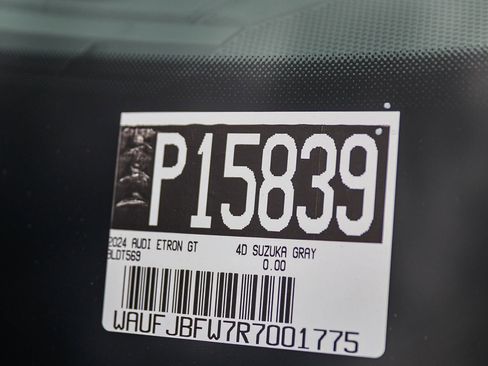 P15839
2024 AUDI ETRON GT 4D SUZUKA GRAY
BLDT569 0.00
WAUFJBFW7R7001775